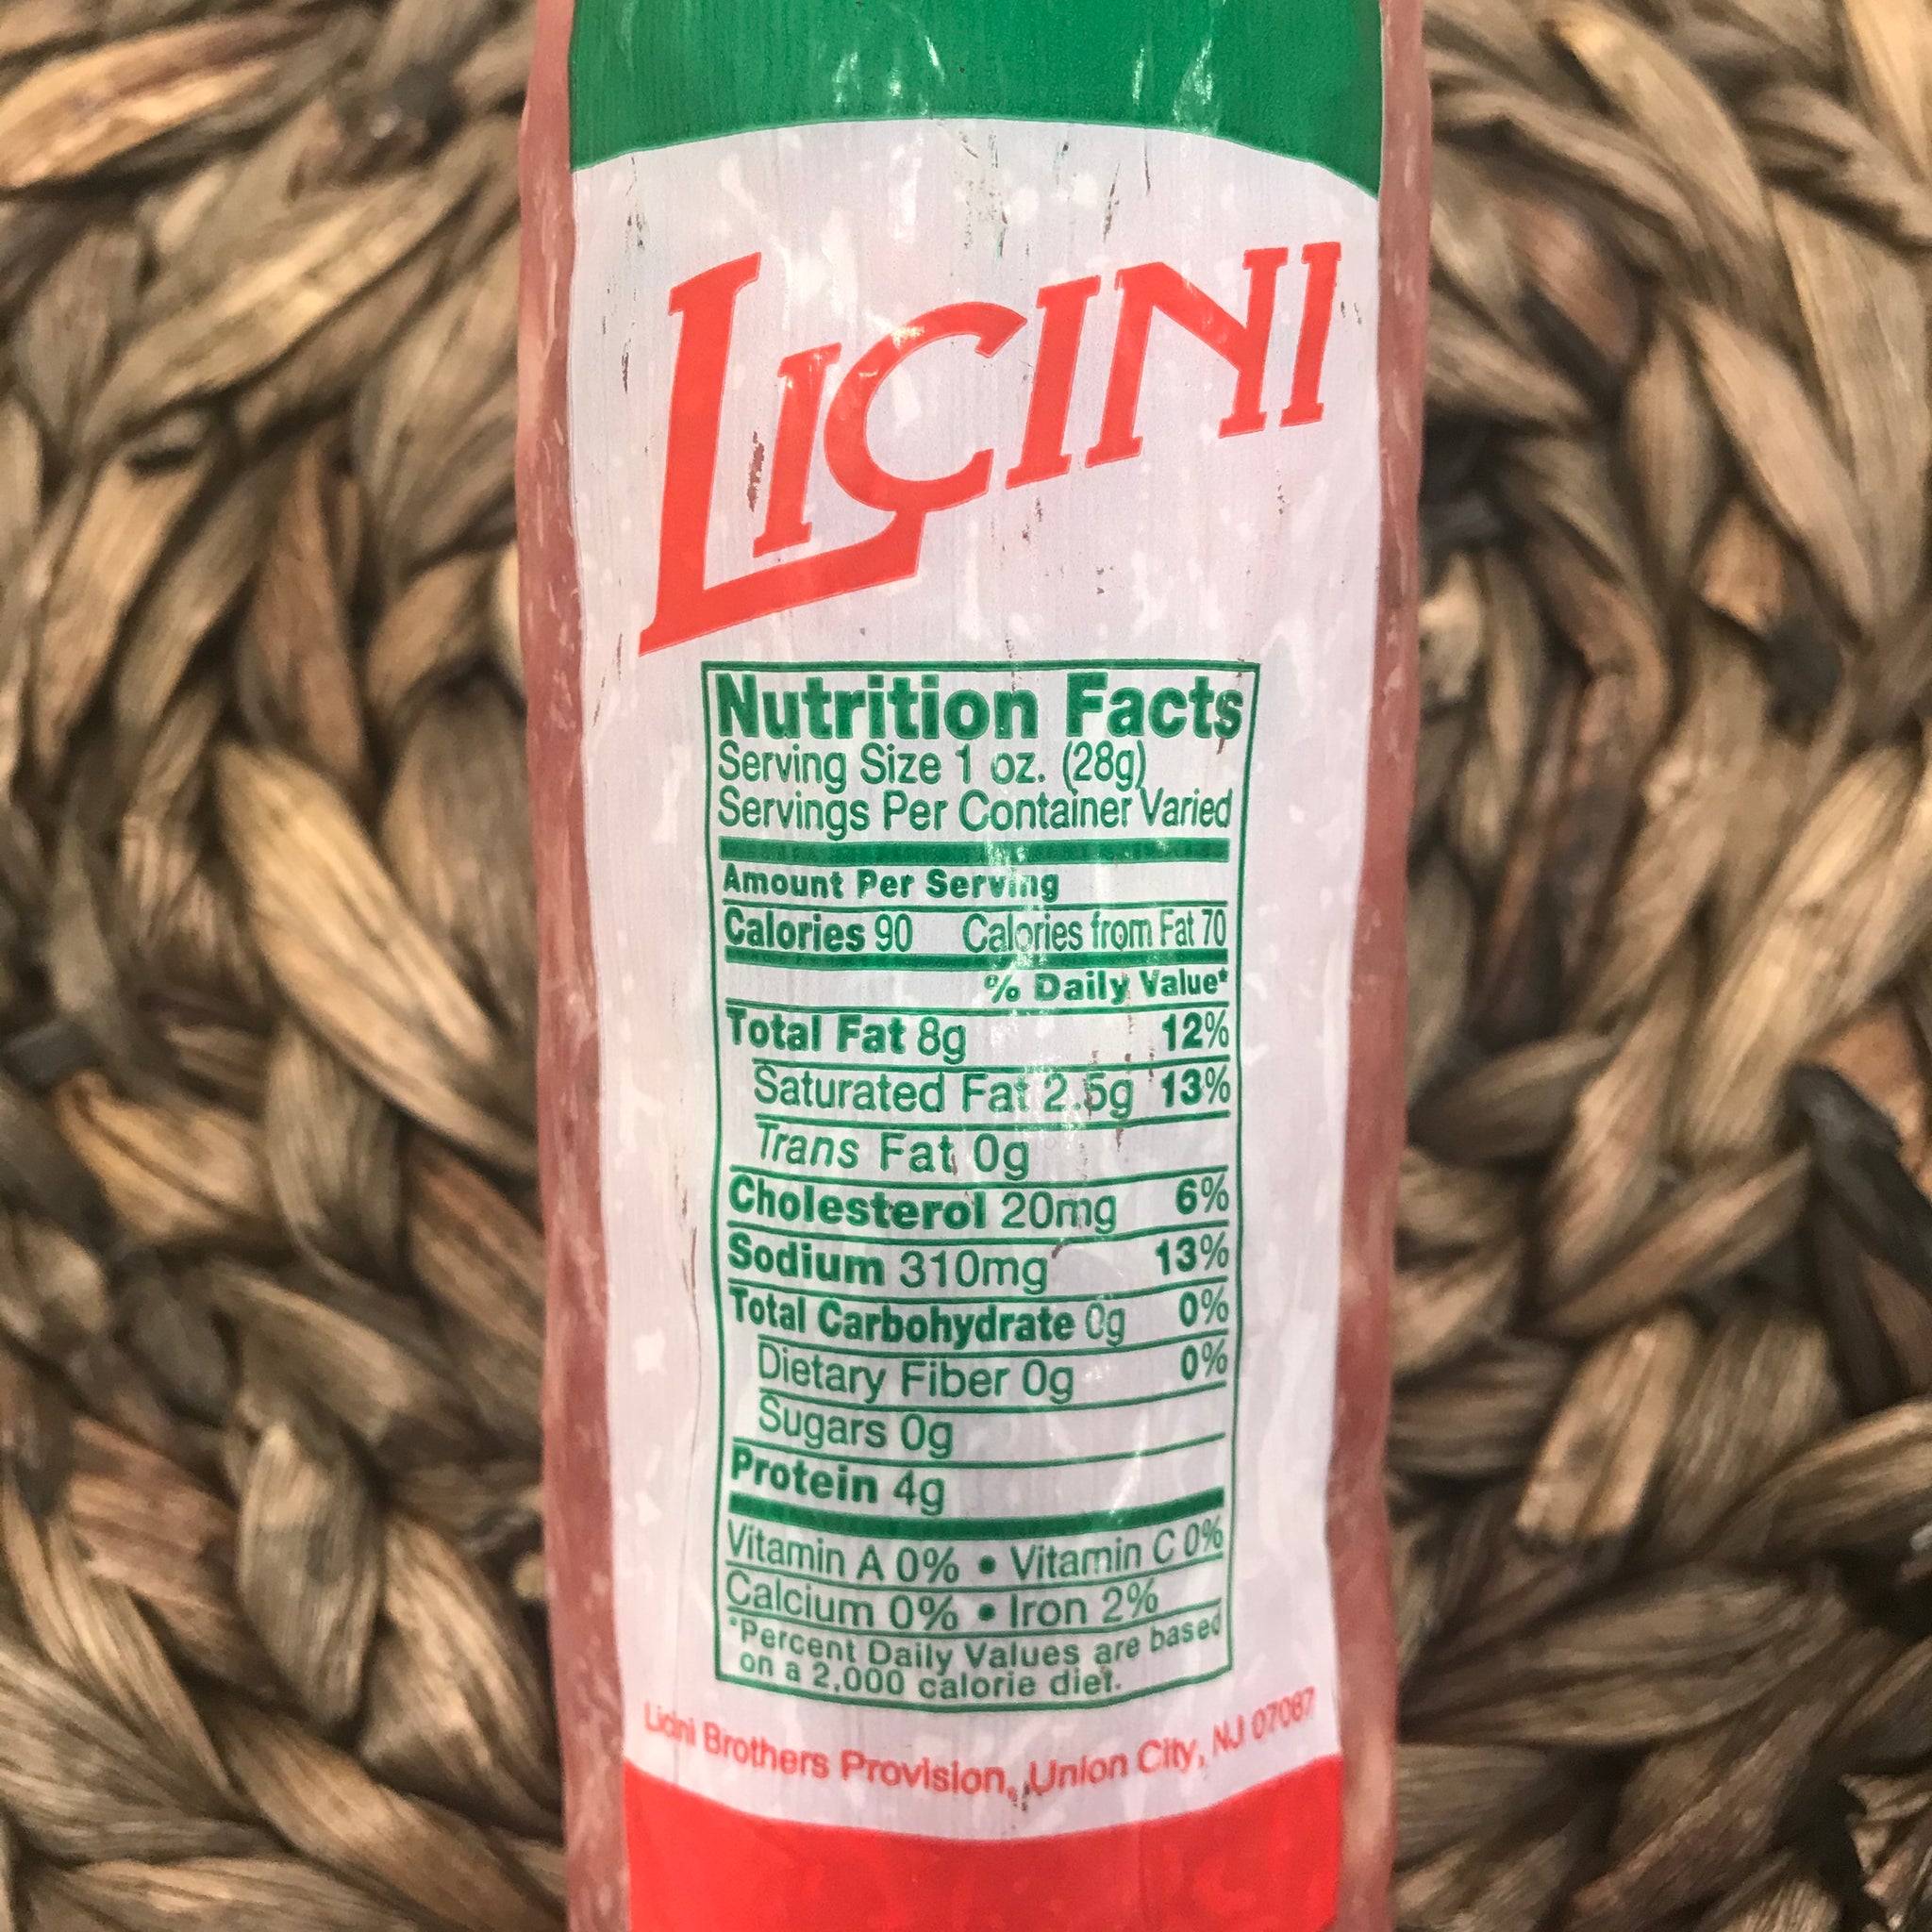 LICINI
Nutrition Facts
Serving Size 1 oz. (28g)
Servings Per Container Varied
Amount Per Serving
Calories 90 Calories from Fat 70
% Daily Value*
Total Fat 8g 12%
Saturated Fat 2.5g 13%
Trans Fat 0g
Cholesterol 20mg 6%
Sodium 310mg 13%
Total Carbohydrate 0g 0%
Dietary Fiber 0g 0%
Sugars 0g
Protein 4g
Vitamin A 0% • Vitamin C 0%
Calcium 0% • Iron 2%
*Percent Daily Values are based
on a 2,000 calorie diet.
Licini Brothers Provision, Union City, NJ 07087